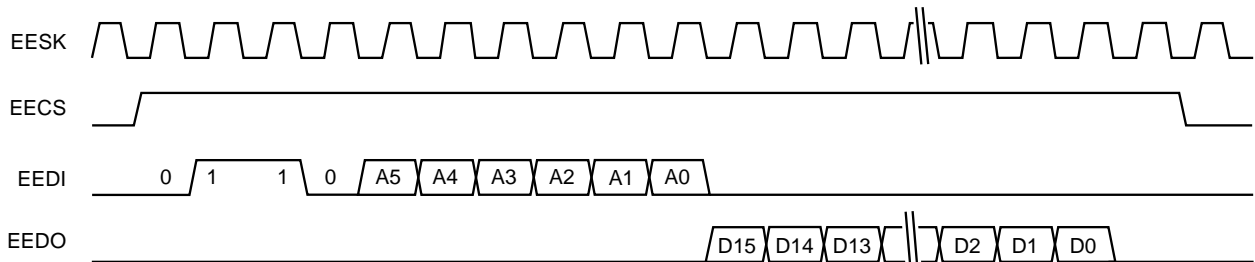 EESK
EECS
EEDI 0 1 1 0 A5 A4 A3 A2 A1 A0
EEDO D15 D14 D13 D2 D1 D0